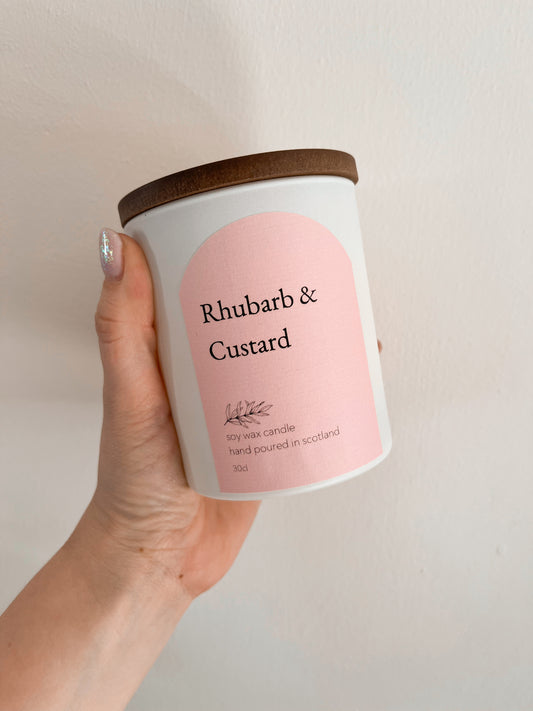 Rhubarb &
Custard
soy wax candle
hand poured in scotland
30cl